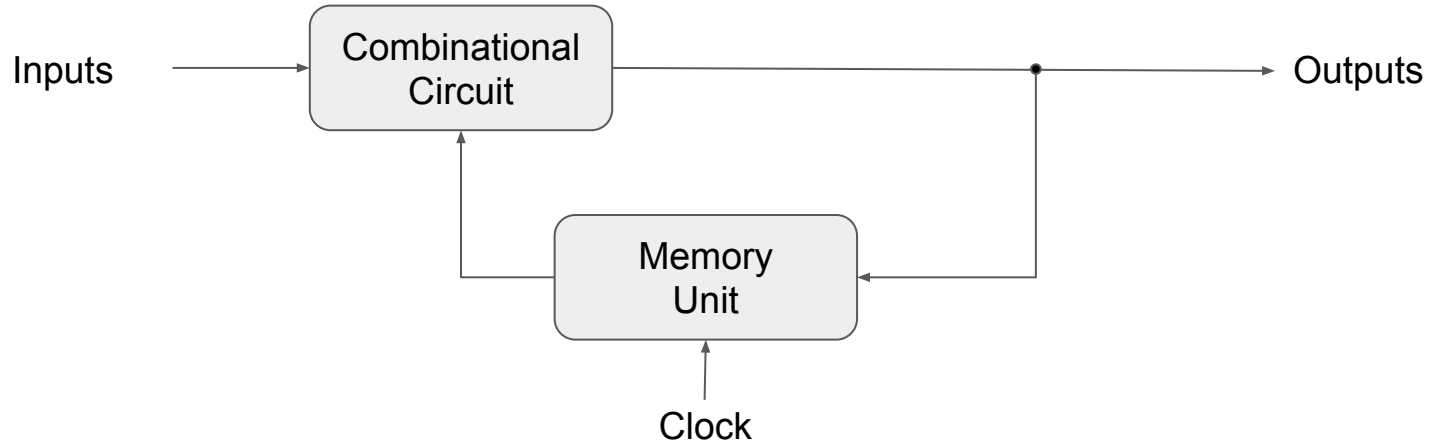 Inputs
Combinational
Circuit
Outputs
Memory
Unit
Clock